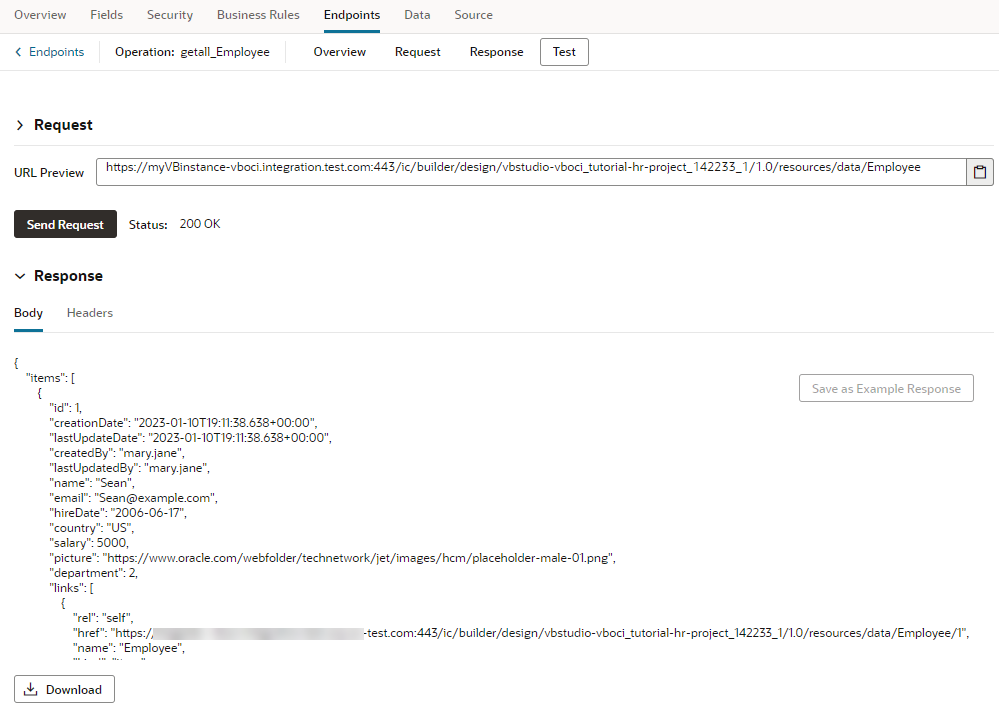 Overview Fields Security Business Rules Endpoints Data Source
Endpoints Operation: getall_Employee Overview Request Response Test
Request
URL Preview https://myVBinstance-vboci.integration.test.com:443/ic/builder/design/vbstudio-vboci_tutorial-hr-project_142233_1/1.0/resources/data/Employee
Send Request Status: 200 OK
Response
Body Headers
{
"items": [
Save as Example Response
{
"id": 1,
"creationDate": "2023-01-10T19:11:38.638+00:00",
"lastUpdateDate": "2023-01-10T19:11:38.638+00:00",
"createdBy": "mary.jane",
"lastUpdatedBy": "mary.jane",
"name": "Sean",
"email": "Sean@example.com",
"hireDate": "2006-06-17",
"country": "US",
"salary": 5000,
"picture": "https://www.oracle.com/webfolder/technetwork/jet/images/hcm/placeholder-male-01.png",
"department": 2,
"links": [
{
"rel": "self",
"href": "https:// -test.com:443/ic/builder/design/vbstudio-vboci_tutorial-hr-project_142233_1/1.0/resources/data/Employee/1",
"name": "Employee",
Download